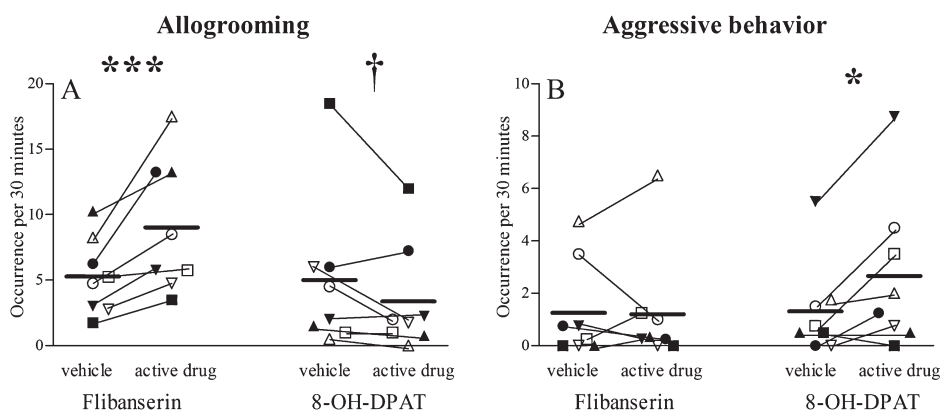 Allogrooming
Aggressive behavior
***
†
*
A
B
Occurrence per 30 minutes
20
15
10
5
0
Occurrence per 30 minutes
10
8
6
4
2
0
vehicle active drug vehicle active drug
vehicle active drug vehicle active drug
Flibanserin 8-OH-DPAT
Flibanserin 8-OH-DPAT